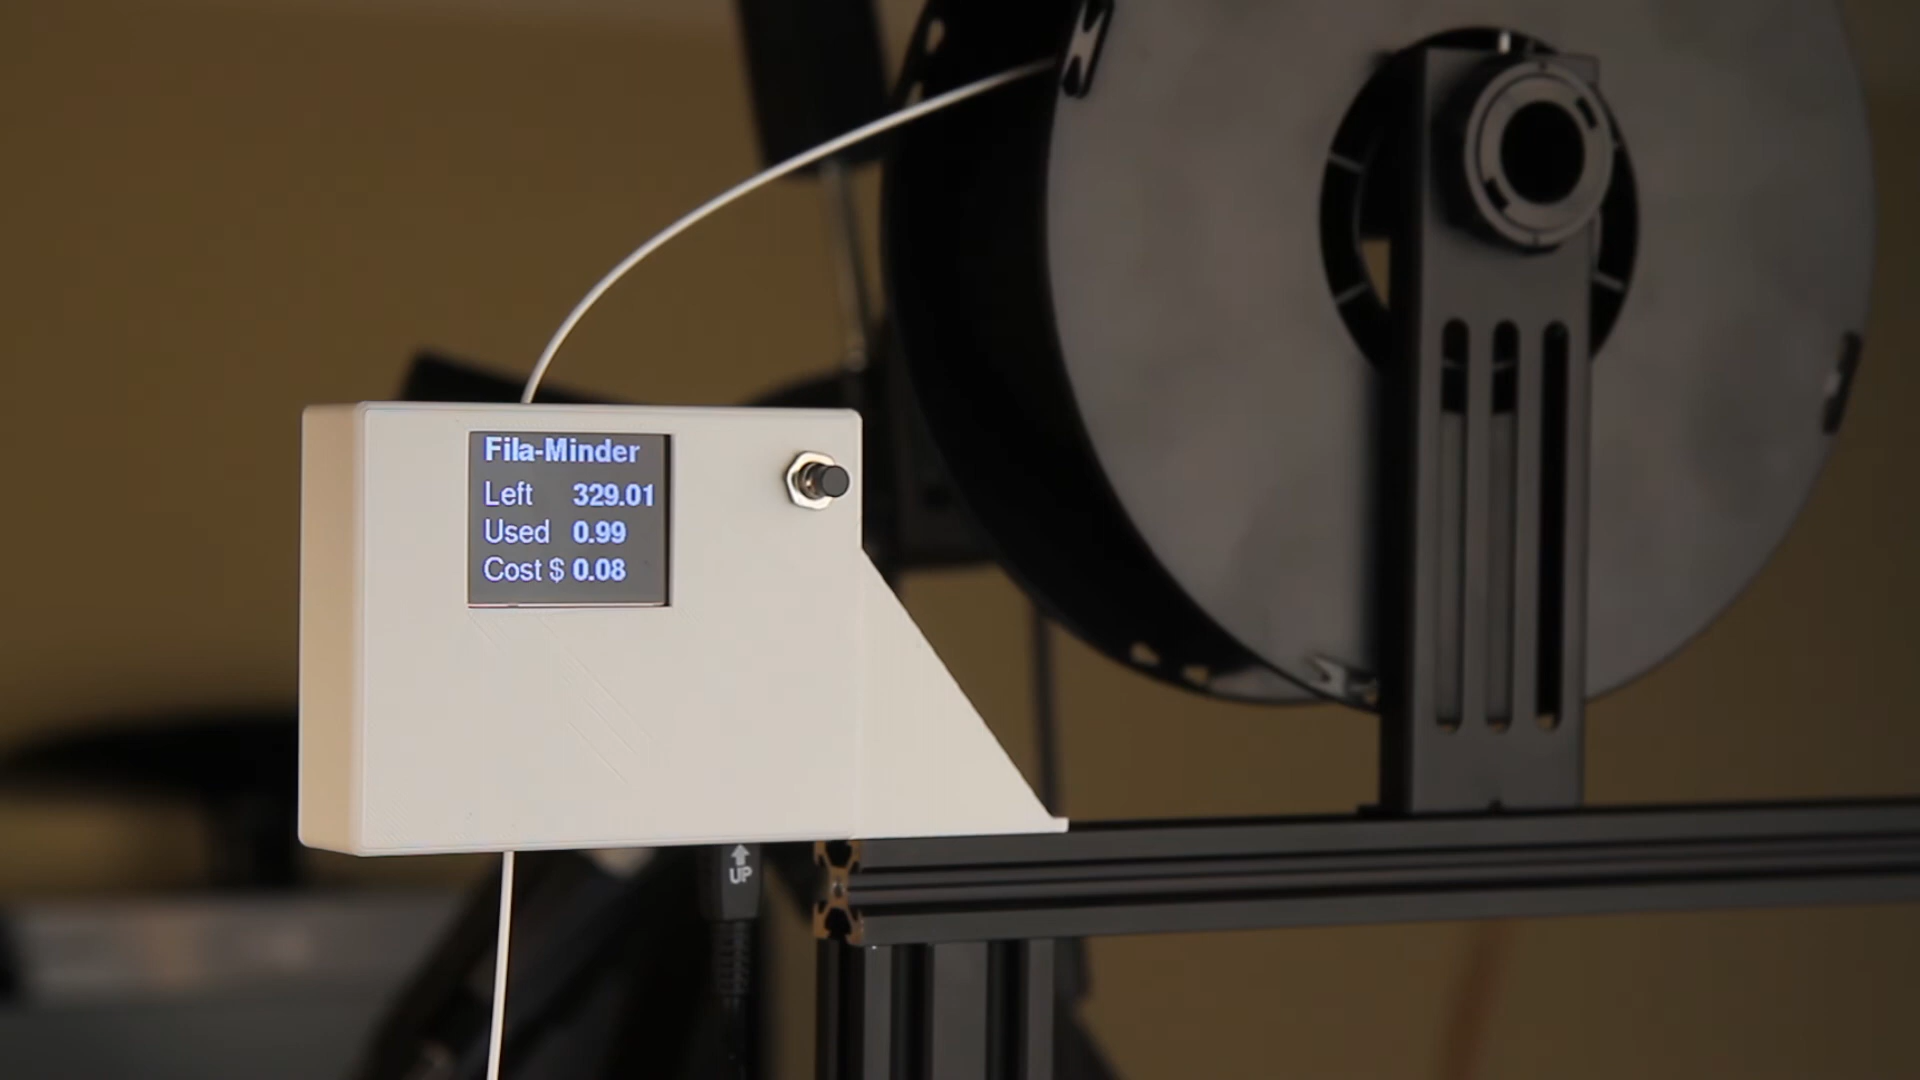 Fila-Minder
Left 329.01
Used 0.99
Cost $ 0.08
UP